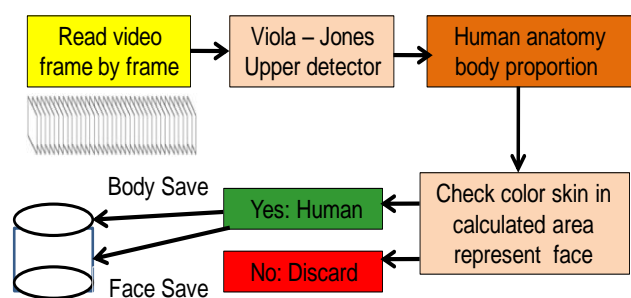 Read video
frame by frame
Viola – Jones
Upper detector
Human anatomy
body proportion
Check color skin in
calculated area
represent face
Yes: Human
No: Discard
Body Save
Face Save